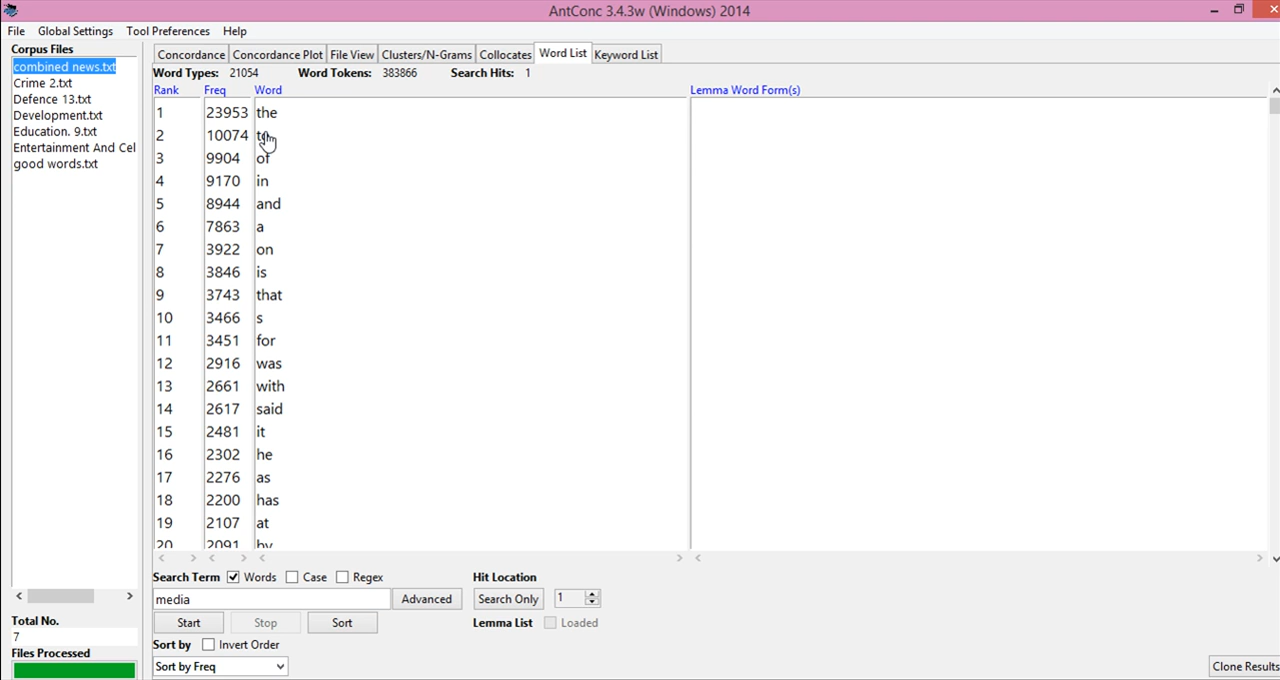 AntConc 3.4.3w (Windows) 2014
File Global Settings Tool Preferences Help
Corpus Files
combined news.txt
Crime 2.txt
Defence 13.txt
Development.txt
Education. 9.txt
Entertainment And Cel
good words.txt
Total No.
7
Files Processed
Concordance Concordance Plot File View Clusters/N-Grams Collocates Word List Keyword List
Word Types: 21054 Word Tokens: 383866 Search Hits: 1
Rank Freq Word Lemma Word Form(s)
1 23953 the
2 10074 to
3 9904 of
4 9170 in
5 8944 and
6 7863 a
7 3922 on
8 3846 is
9 3743 that
10 3466 s
11 3451 for
12 2916 was
13 2661 with
14 2617 said
15 2481 it
16 2302 he
17 2276 as
18 2200 has
19 2107 at
20 2091 by
Search Term Words Case Regex Hit Location
media Advanced Search Only 1
Start Stop Sort Lemma List Loaded
Sort by Invert Order
Sort by Freq
Clone Results